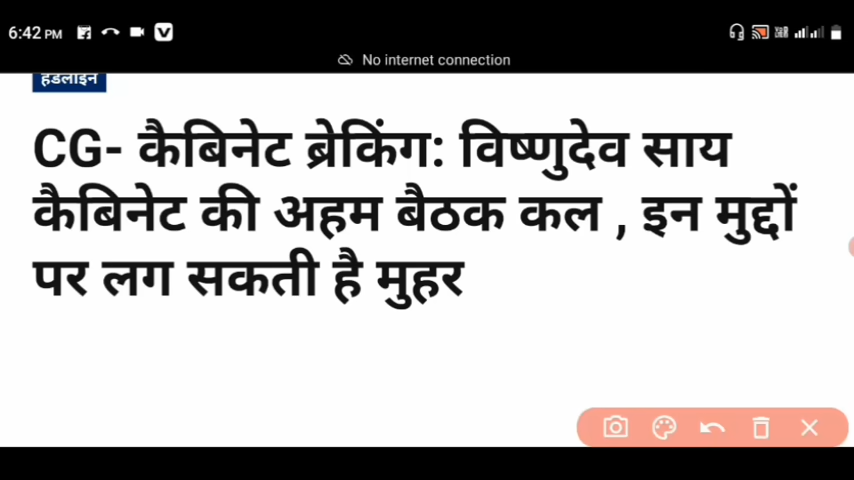 6:42 PM
No internet connection
हेडलाइन
CG- कैबिनेट ब्रेकिंग: विष्णुदेव साय
कैबिनेट की अहम बैठक कल , इन मुद्दों
पर लग सकती है मुहर